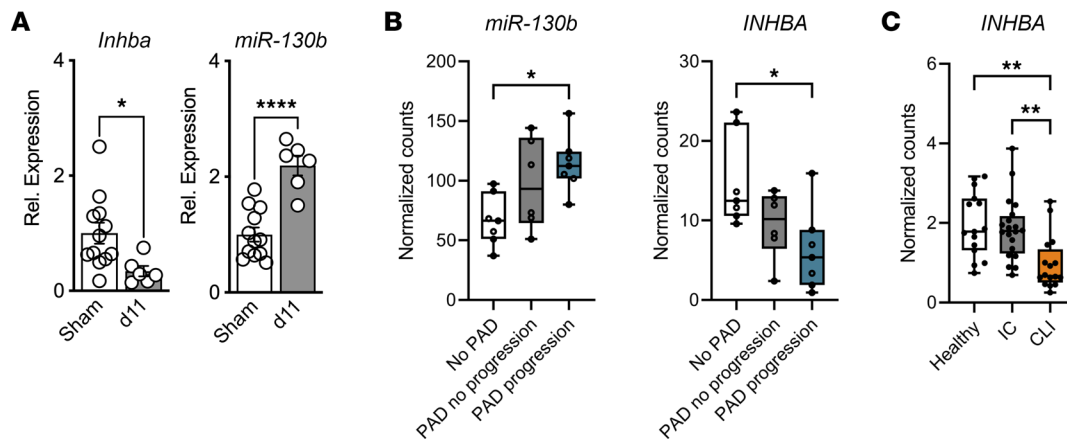 A
Inhba
miR-130b
Rel. Expression
4
2
0
*
Sham
d11
Rel. Expression
4
2
0
****
Sham
d11
B
miR-130b
INHBA
Normalized counts
200
150
100
50
0
*
No PAD
PAD no progression
PAD progression
Normalized counts
30
20
10
0
*
No PAD
PAD no progression
PAD progression
C
INHBA
Normalized counts
6
4
2
0
**
**
Healthy
IC
CLI